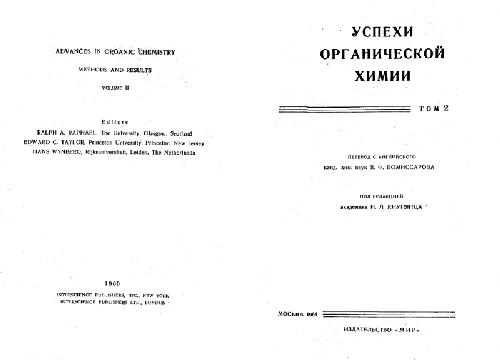 ADVANCES IN ORGANIC CHEMISTRY
METHODS AND RESULTS
VOLUME II
Editors
RALPH A. RAPHAEL, The University, Glasgow, Scotland
EDWARD C. TAYLOR, Princeton University, Princeton, New Jersey
HANS WYNBERG, Rijksuniversiteit, Leiden, The Netherlands
1960
INTERSCIENCE PUBLISHERS, INC., NEW YORK
INTERSCIENCE PUBLISHERS LTD., LONDON
УСПЕХИ
ОРГАНИЧЕСКОЙ
ХИМИИ
ТОМ 2
ПЕРЕВОД С АНГЛИЙСКОГО
канд. хим. наук Я. Ф. КОМИССАРОВА
ПОД РЕДАКЦИЕЙ
академика И. Л. КНУНЯНЦА
МОСКВА 1964
ИЗДАТЕЛЬСТВО «МИР»